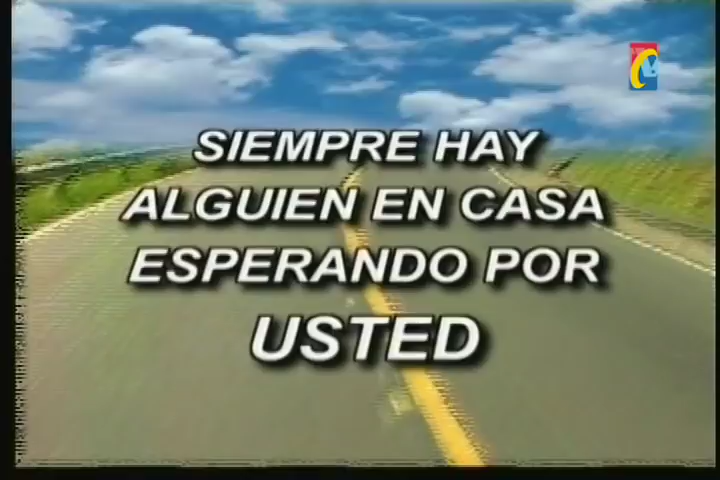 SIEMPRE HAY
ALGUIEN EN CASA
ESPERANDO POR
USTED